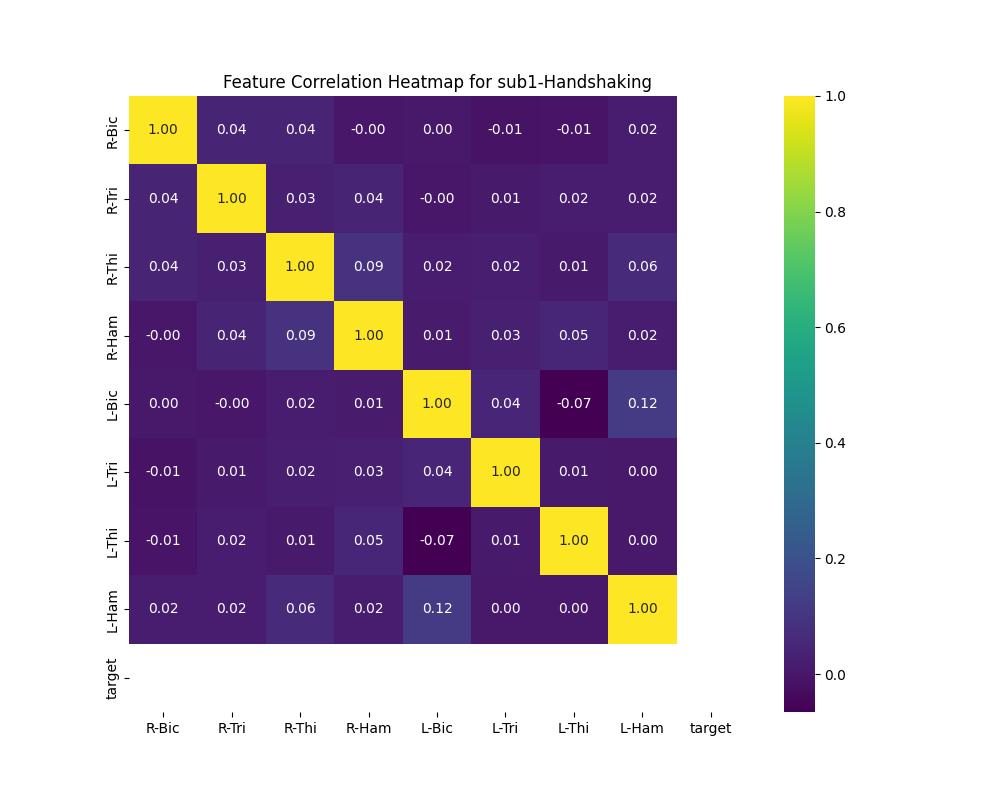 Feature Correlation Heatmap for sub1-Handshaking
R-Bic 1.00 0.04 0.04 -0.00 0.00 -0.01 -0.01 0.02
R-Tri 0.04 1.00 0.03 0.04 -0.00 0.01 0.02 0.02
R-Thi 0.04 0.03 1.00 0.09 0.02 0.02 0.01 0.06
R-Ham -0.00 0.04 0.09 1.00 0.01 0.03 0.05 0.02
L-Bic 0.00 -0.00 0.02 0.01 1.00 0.04 -0.07 0.12
L-Tri -0.01 0.01 0.02 0.03 0.04 1.00 0.01 0.00
L-Thi -0.01 0.02 0.01 0.05 -0.07 0.01 1.00 0.00
L-Ham 0.02 0.02 0.06 0.02 0.12 0.00 0.00 1.00
target
R-Bic R-Tri R-Thi R-Ham L-Bic L-Tri L-Thi L-Ham target
1.0
0.8
0.6
0.4
0.2
0.0